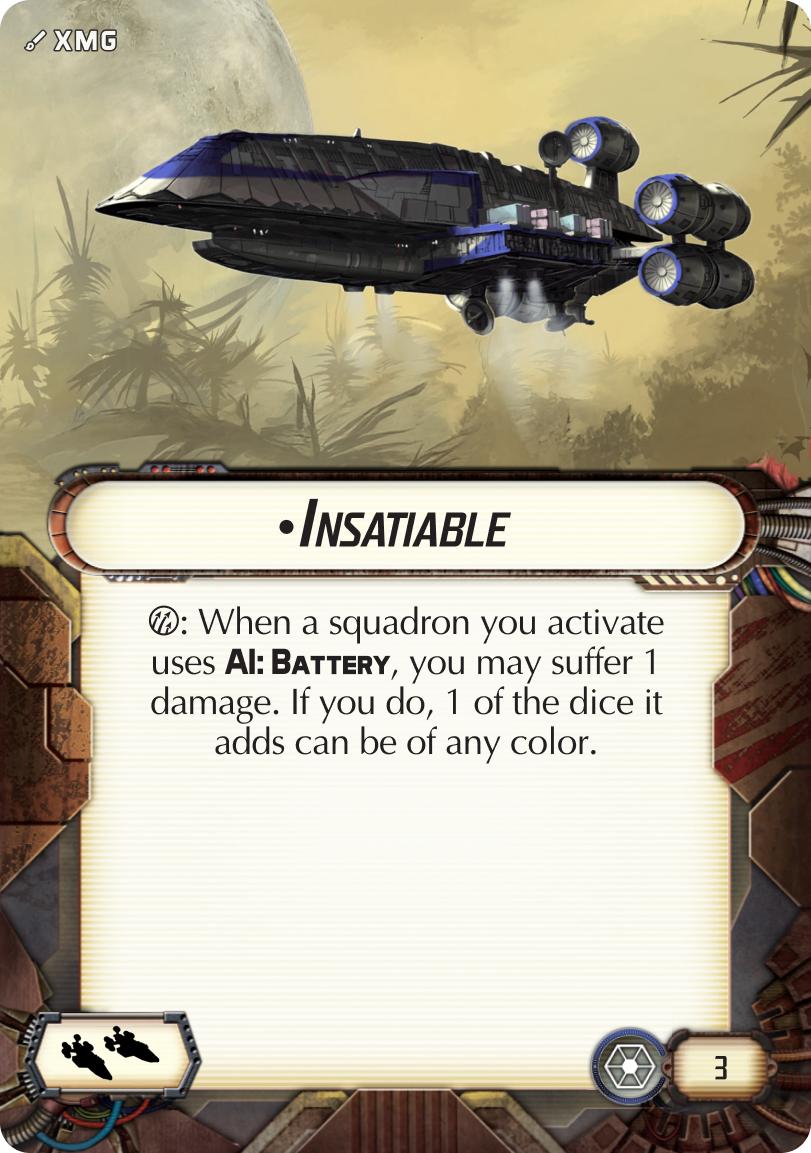 XMG
•INSATIABLE
: When a squadron you activate
uses AI: BATTERY, you may suffer 1
damage. If you do, 1 of the dice it
adds can be of any color.
3